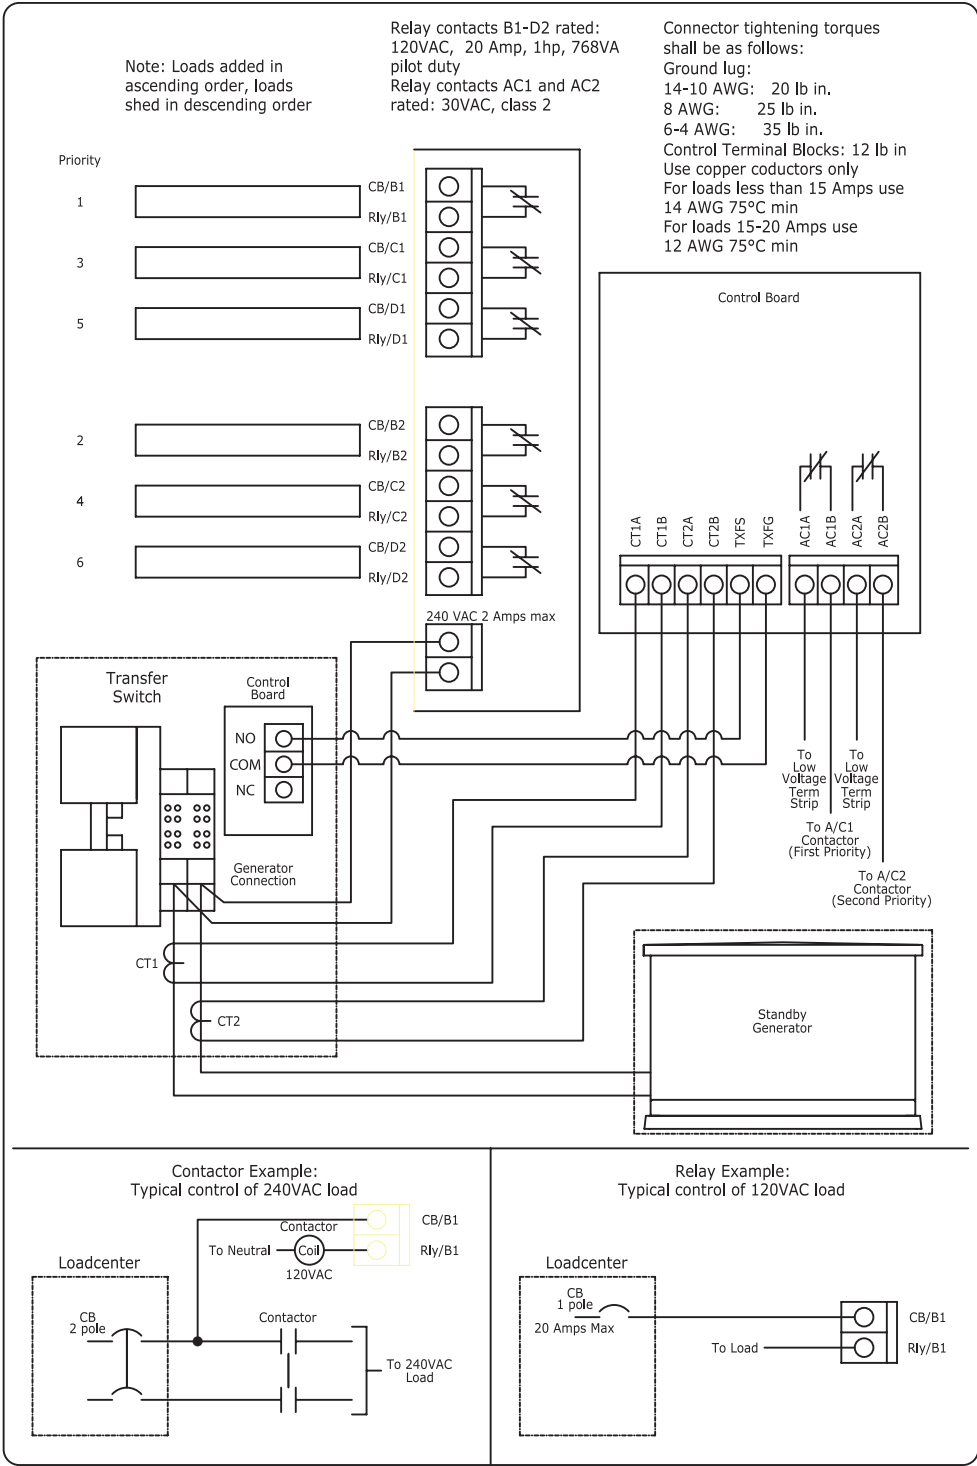 Note: Loads added in
ascending order, loads
shed in descending order
Relay contacts B1-D2 rated:
120VAC, 20 Amp, 1hp, 768VA
pilot duty
Relay contacts AC1 and AC2
rated: 30VAC, class 2
Connector tightening torques
shall be as follows:
Ground lug:
14-10 AWG: 20 lb in.
8 AWG: 25 lb in.
6-4 AWG: 35 lb in.
Control Terminal Blocks: 12 lb in
Use copper coductors only
For loads less than 15 Amps use
14 AWG 75°C min
For loads 15-20 Amps use
12 AWG 75°C min
Priority
1
CB/B1
Rly/B1
3
CB/C1
Rly/C1
5
CB/D1
Rly/D1
2
CB/B2
Rly/B2
4
CB/C2
Rly/C2
6
CB/D2
Rly/D2
240 VAC 2 Amps max
Control Board
CT1A
CT1B
CT2A
CT2B
TXFS
TXFG
AC1A
AC1B
AC2A
AC2B
To
Low
Voltage
Term
Strip
To
Low
Voltage
Term
Strip
To A/C1
Contactor
(First Priority)
To A/C2
Contactor
(Second Priority)
Transfer
Switch
Control
Board
NO
COM
NC
Generator
Connection
CT1
CT2
Standby
Generator
Contactor Example:
Typical control of 240VAC load
Contactor
CB/B1
To Neutral
Coil
Rly/B1
120VAC
Loadcenter
CB
2 pole
Contactor
To 240VAC
Load
Relay Example:
Typical control of 120VAC load
Loadcenter
CB
1 pole
20 Amps Max
CB/B1
To Load
Rly/B1